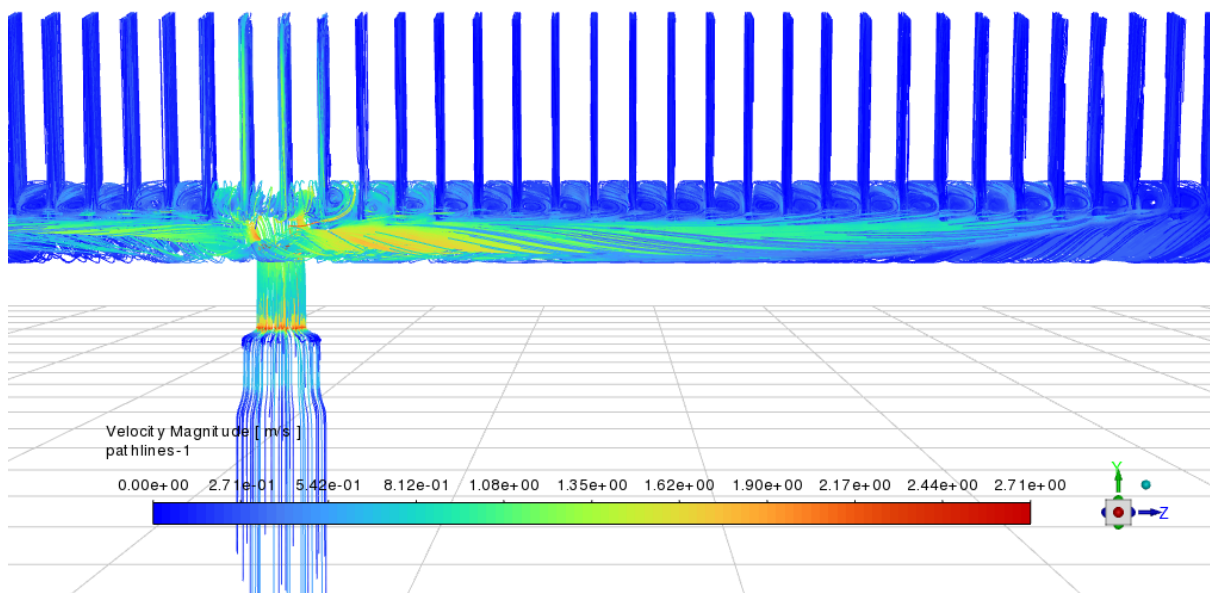 Velocity Magnitude [ m/s ]
pathlines-1
0.00e+00 2.71e-01 5.42e-01 8.12e-01 1.08e+00 1.35e+00 1.62e+00 1.90e+00 2.17e+00 2.44e+00 2.71e+00
Y
Z